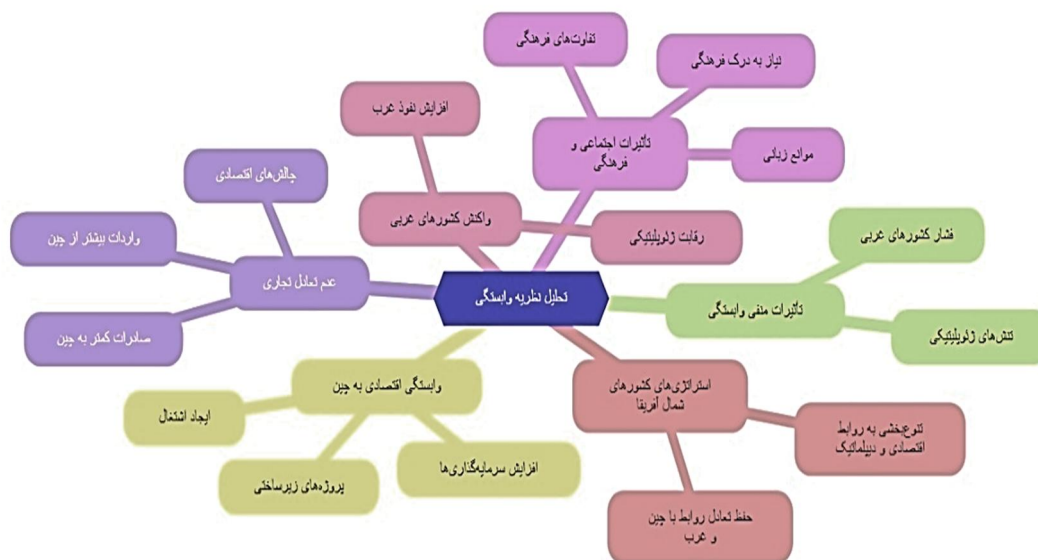 تحلیل نظریه وابستگی
تأثیرات اجتماعی و
فرهنگی
تفاوت‌های فرهنگی
نیاز به درک فرهنگی
موانع زبانی
واکنش کشورهای غربی
افزایش نفوذ غرب
رقابت ژئوپلیتیکی
تأثیرات منفی وابستگی
فشار کشورهای غربی
تنش‌های ژئوپلیتیکی
استراتژی‌های کشورهای
شمال آفریقا
تنوع‌بخشی به روابط
اقتصادی و دیپلماتیک
حفظ تعادل روابط با چین
و غرب
وابستگی اقتصادی به چین
افزایش سرمایه‌گذاری‌ها
پروژه‌های زیرساختی
ایجاد اشتغال
عدم تعادل تجاری
چالش‌های اقتصادی
واردات بیشتر از چین
صادرات کمتر به چین